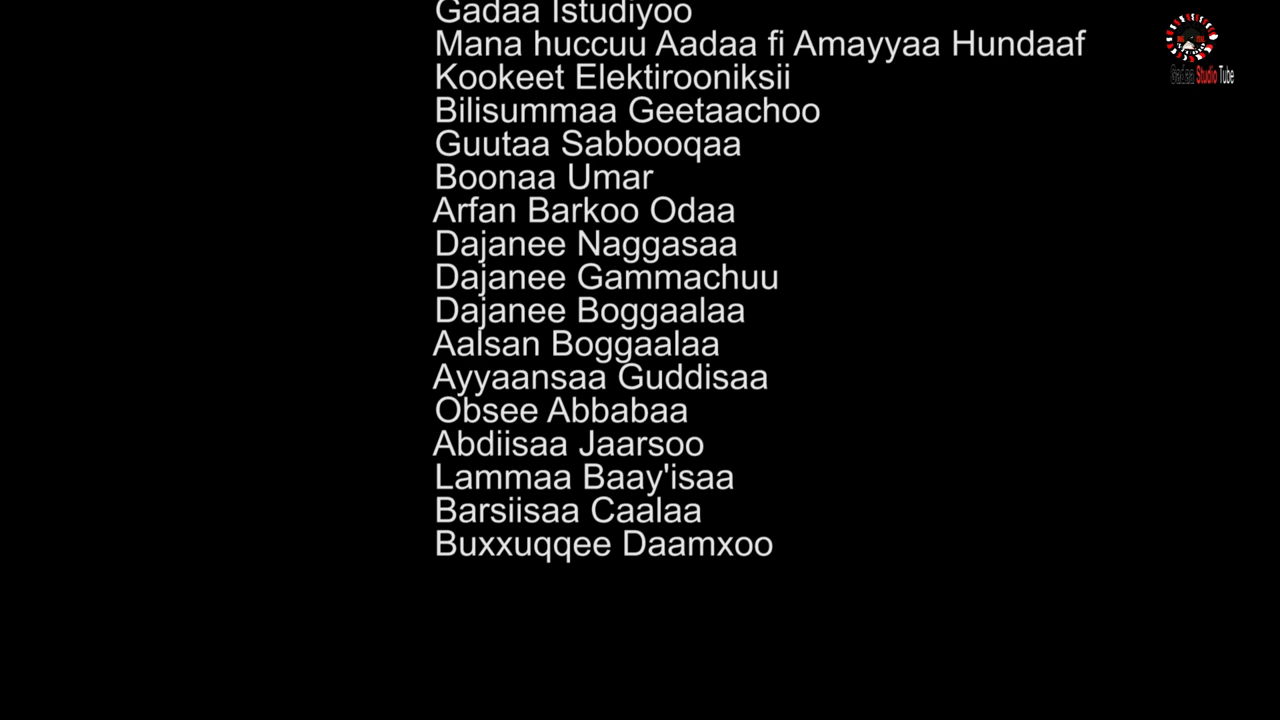 Gadaa Istudiyoo
Mana huccuu Aadaa fi Amayyaa Hundaaf
Kookeet Elektirooniksii
Bilisummaa Geetaachoo
Guutaa Sabbooqaa
Boonaa Umar
Arfan Barkoo Odaa
Dajanee Naggasaa
Dajanee Gammachuu
Dajanee Boggaalaa
Aalsan Boggaalaa
Ayyaansaa Guddisaa
Obsee Abbabaa
Abdiisaa Jaarsoo
Lammaa Baay'isaa
Barsiisaa Caalaa
Buxxuqqee Daamxoo
Gadaa Studio Tube